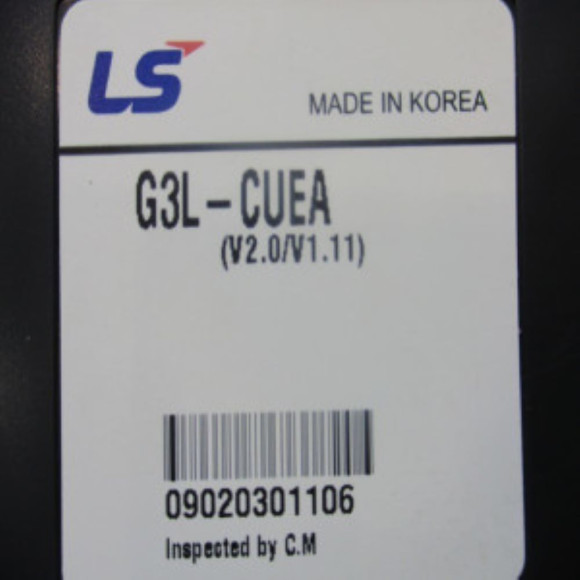 LS
MADE IN KOREA
G3L-CUEA
(V2.0/V1.11)
09020301106
Inspected by C.M